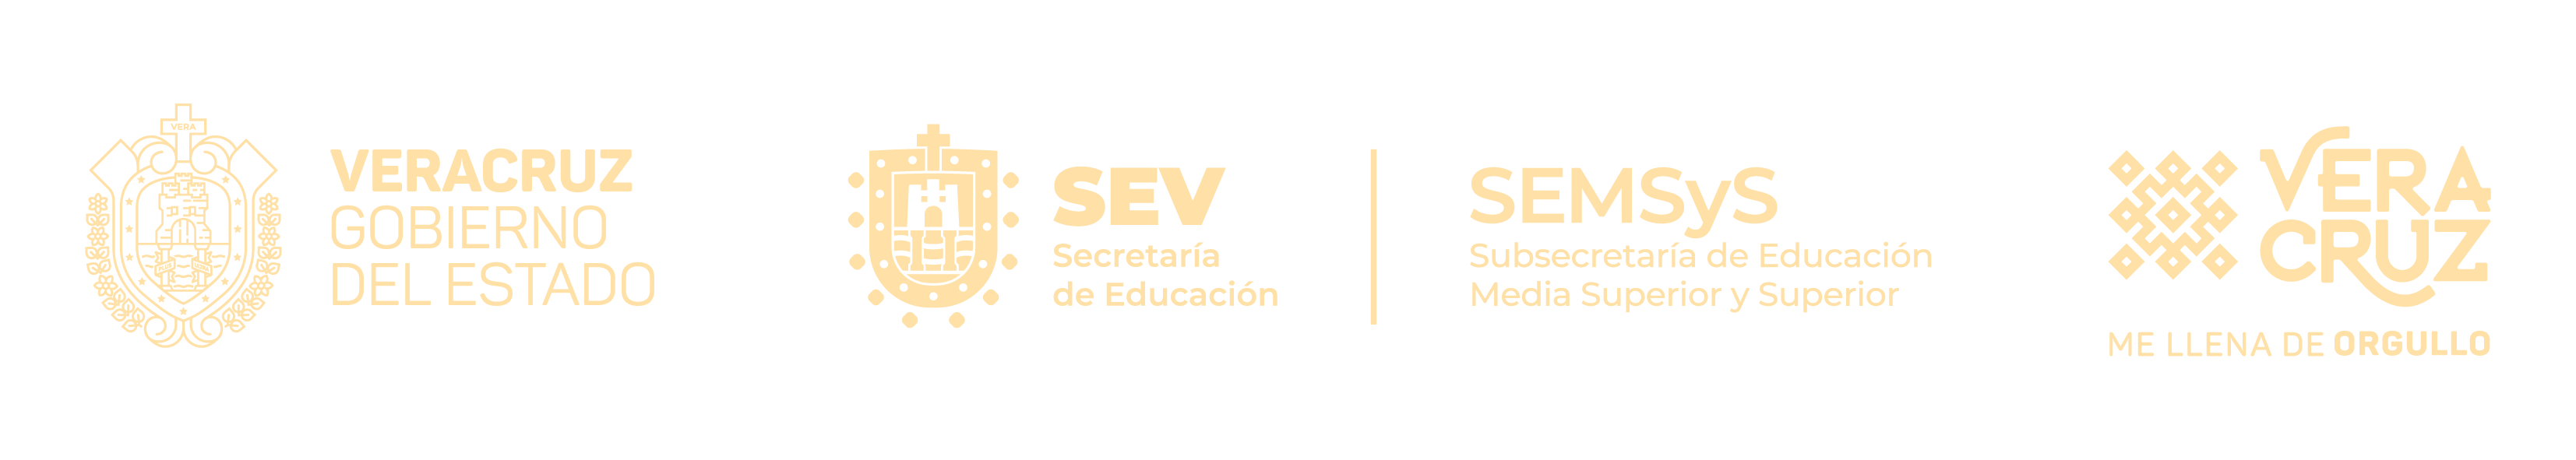 VERA
VERACRUZ
GOBIERNO
DEL ESTADO
SEV
Secretaría
de Educación
SEMSyS
Subsecretaría de Educación
Media Superior y Superior
VERA
CRUZ
ME LLENA DE ORGULLO